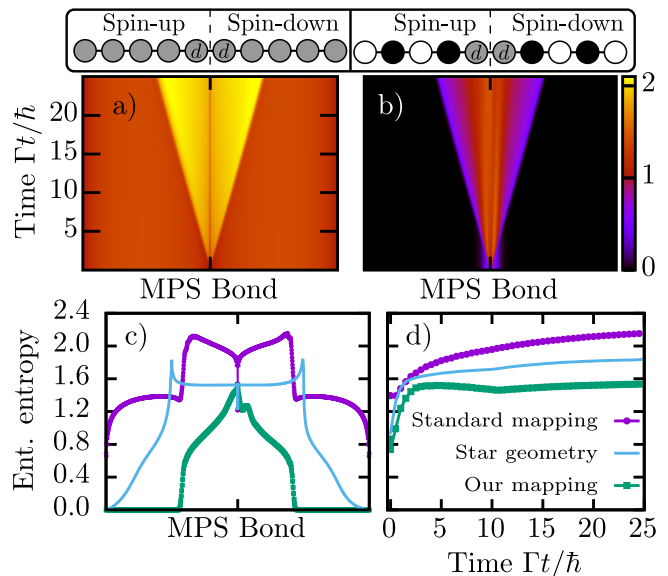 Spin-up Spin-down Spin-up Spin-down
d d d d
a) b)
Time Γt/ħ
20
15
10
5
2
1
0
MPS Bond MPS Bond
c) d)
Ent. entropy
2.4
2.0
1.6
1.2
0.8
0.4
0.0
Standard mapping
Star geometry
Our mapping
0 5 10 15 20 25
MPS Bond
Time Γt/ħ